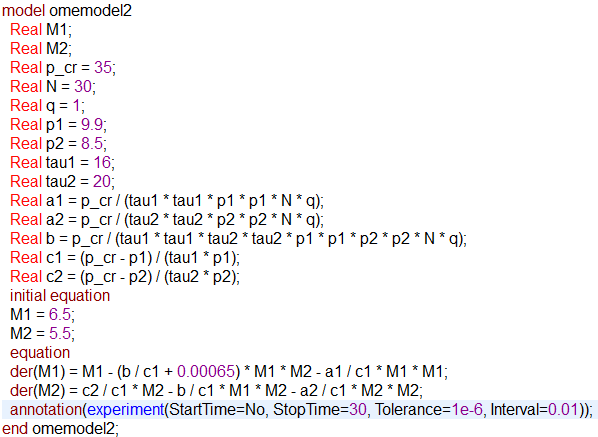 model omemodel2
Real M1;
Real M2;
Real p_cr = 35;
Real N = 30;
Real q = 1;
Real p1 = 9.9;
Real p2 = 8.5;
Real tau1 = 16;
Real tau2 = 20;
Real a1 = p_cr / (tau1 * tau1 * p1 * p1 * N * q);
Real a2 = p_cr / (tau2 * tau2 * p2 * p2 * N * q);
Real b = p_cr / (tau1 * tau1 * tau2 * tau2 * p1 * p1 * p2 * p2 * N * q);
Real c1 = (p_cr - p1) / (tau1 * p1);
Real c2 = (p_cr - p2) / (tau2 * p2);
initial equation
M1 = 6.5;
M2 = 5.5;
equation
der(M1) = M1 - (b / c1 + 0.00065) * M1 * M2 - a1 / c1 * M1 * M1;
der(M2) = c2 / c1 * M2 - b / c1 * M1 * M2 - a2 / c1 * M2 * M2;
annotation(experiment(StartTime=No, StopTime=30, Tolerance=1e-6, Interval=0.01));
end omemodel2;